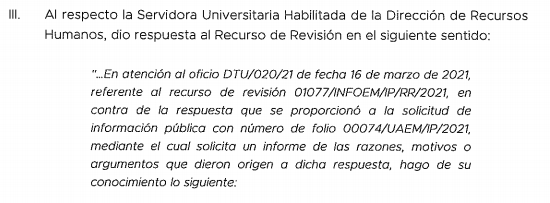 III. Al respecto la Servidora Universitaria Habilitada de la Dirección de Recursos
Humanos, dio respuesta al Recurso de Revisión en el siguiente sentido:
"...En atención al oficio DTU/020/21 de fecha 16 de marzo de 2021,
referente al recurso de revisión 01077/INFOEM/IP/RR/2021, en
contra de la respuesta que se proporcionó a la solicitud de
información pública con número de folio 00074/UAEM/IP/2021,
mediante el cual solicita un informe de las razones, motivos o
argumentos que dieron origen a dicha respuesta, hago de su
conocimiento lo siguiente: